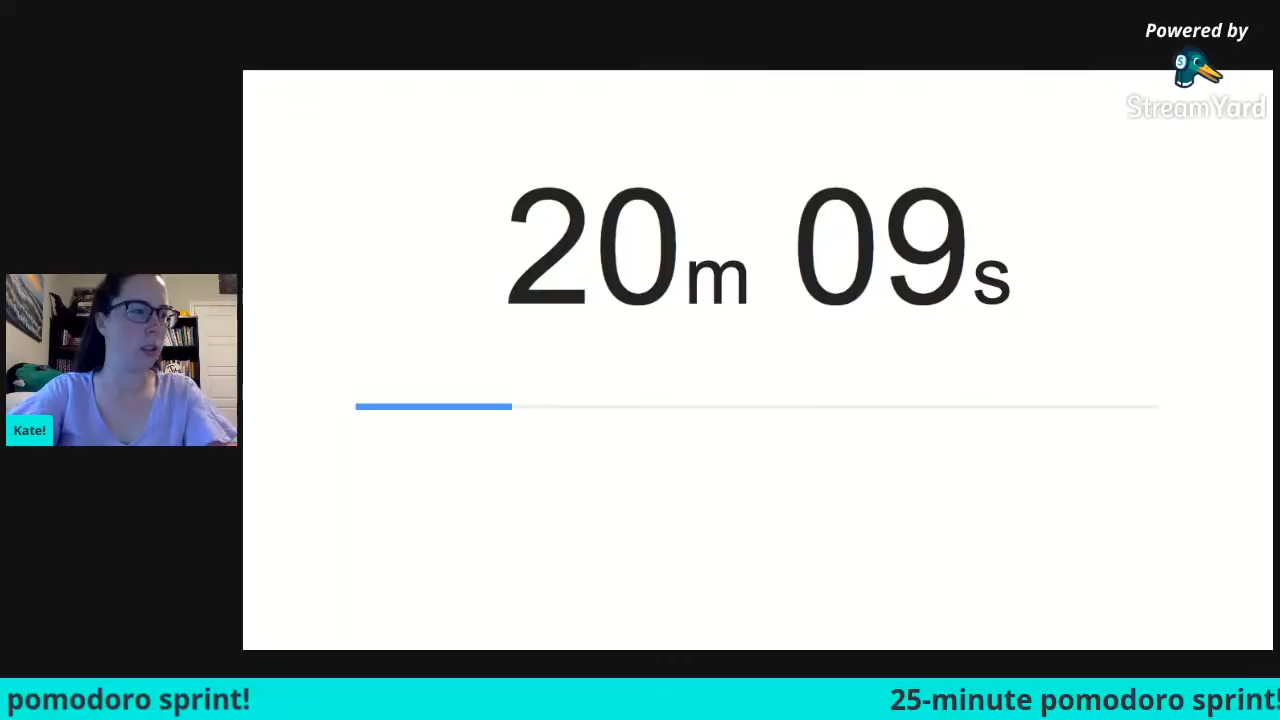 Powered by
StreamYard
20m 09s
Kate!
pomodoro sprint! 25-minute pomodoro sprint!